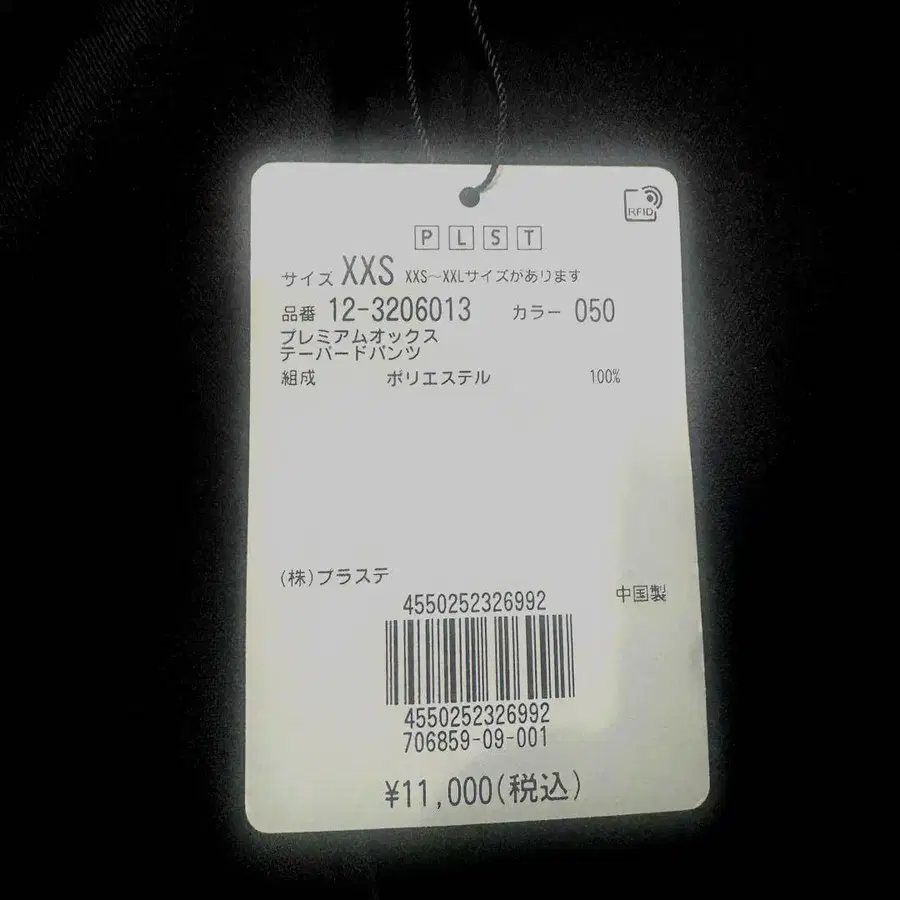 RFID
PLST
サイズ XXS XXS～XXLサイズがあります
品番 12-3206013 カラー 050
プレミアムオックス
テーパードパンツ
組成 ポリエステル 100%
(株)プラステ
4550252326992
中国製
4550252326992
706859-09-001
¥11,000(税込)